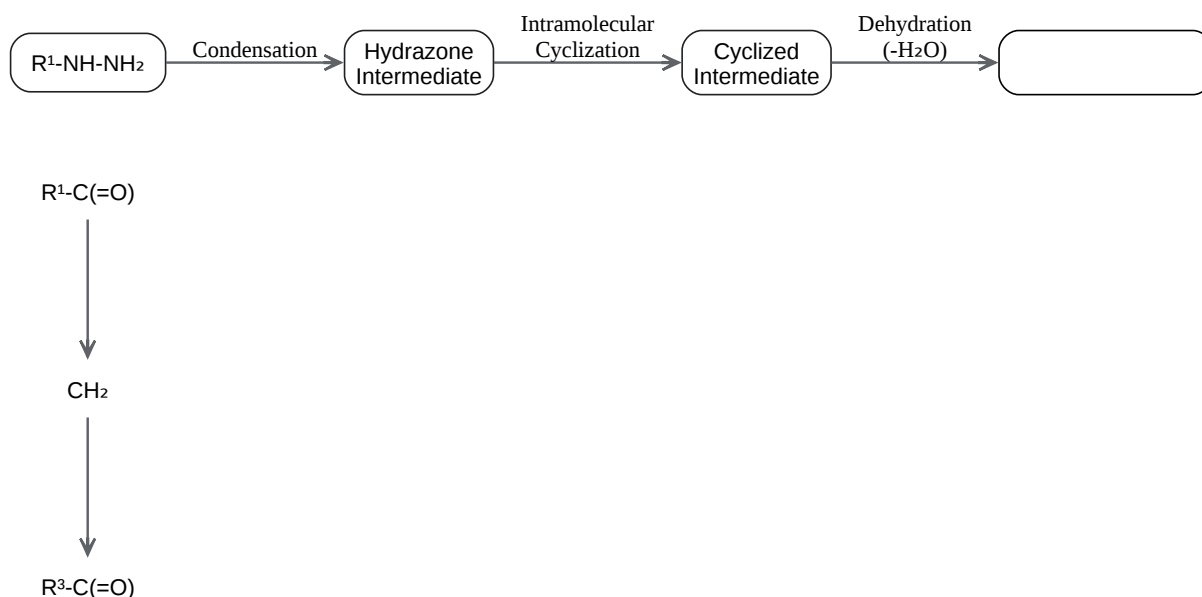 R¹-NH-NH₂
Condensation
Hydrazone
Intermediate
Intramolecular
Cyclization
Cyclized
Intermediate
Dehydration
(-H₂O)
R¹-C(=O)
CH₂
R³-C(=O)